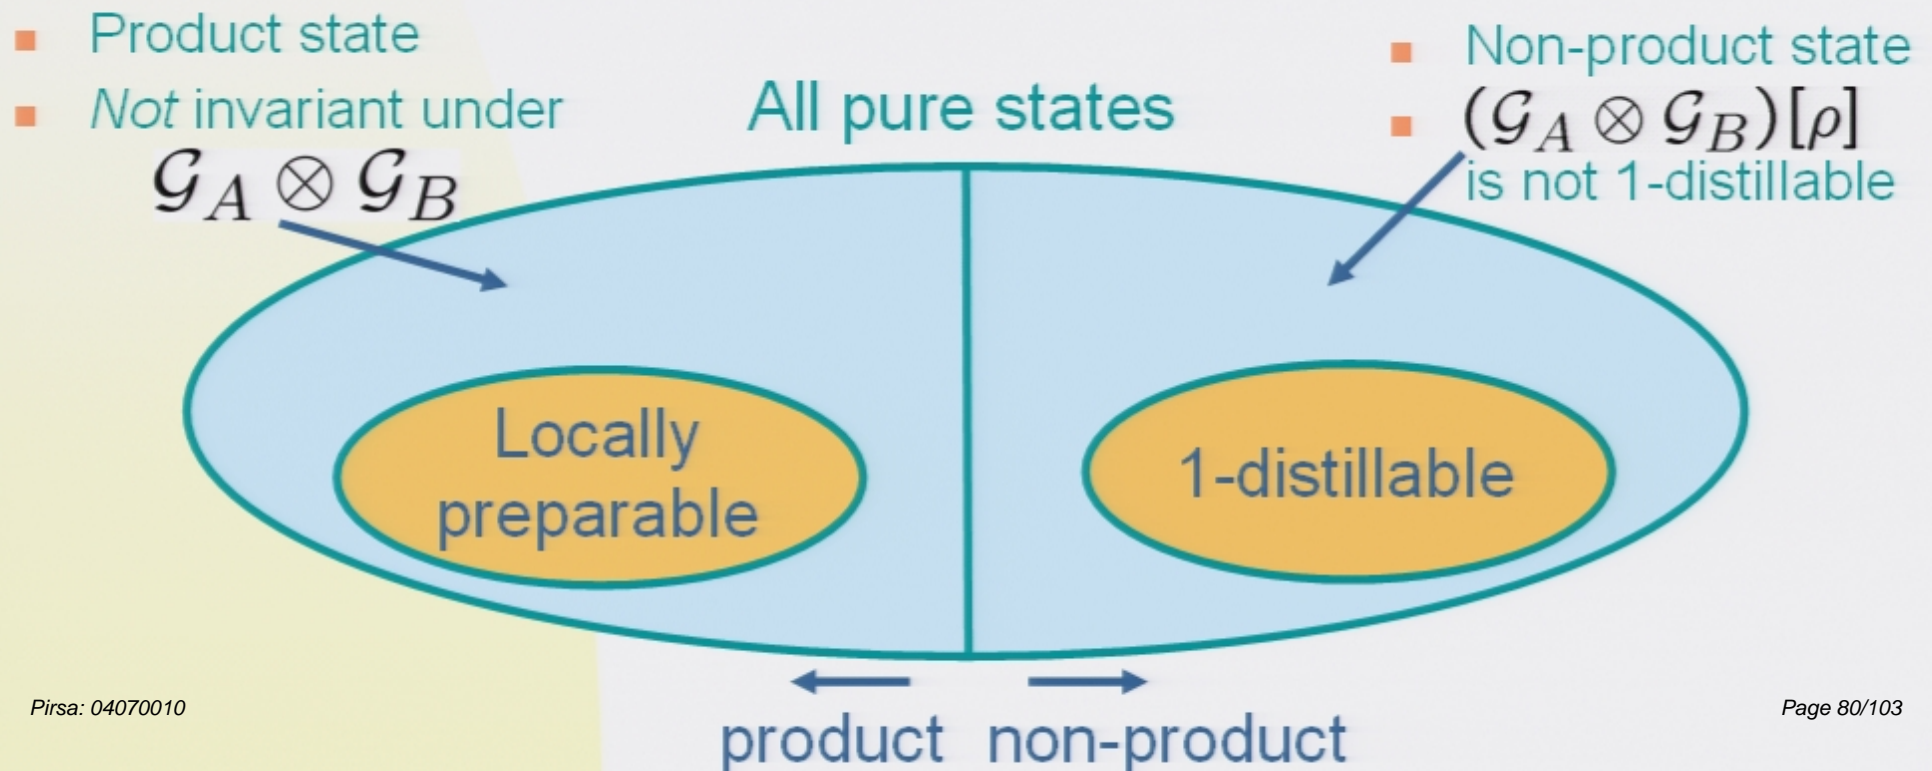 ▪ Product state
▪ Not invariant under
𝒢_A ⊗ 𝒢_B
All pure states
▪ Non-product state
▪ (𝒢_A ⊗ 𝒢_B)[ρ]
is not 1-distillable
Locally
preparable
1-distillable
product non-product
Pirsa: 04070010
Page 80/103